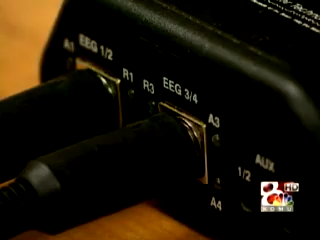 EEG 1/2
A1
R1
R3
EEG 3/4
A3
AUX
1/2
A4
8
HD
KOMU